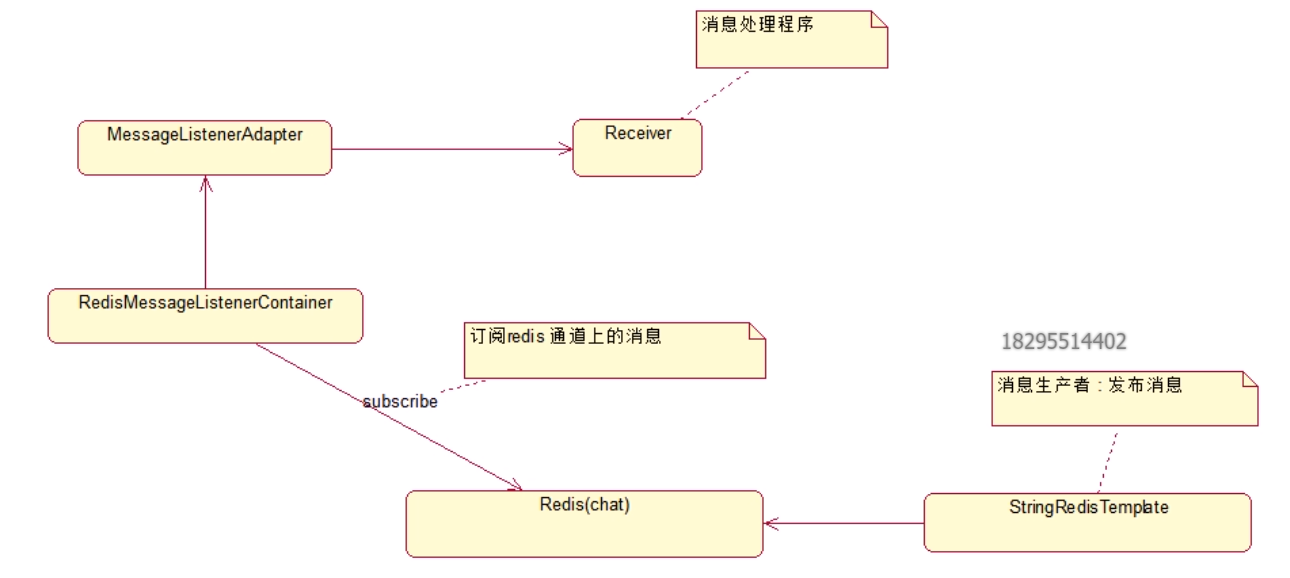 消息处理程序
MessageListenerAdapter
Receiver
RedisMessageListenerContainer
订阅redis 通道上的消息
18295514402
subscribe
消息生产者：发布消息
Redis(chat)
StringRedisTemplate